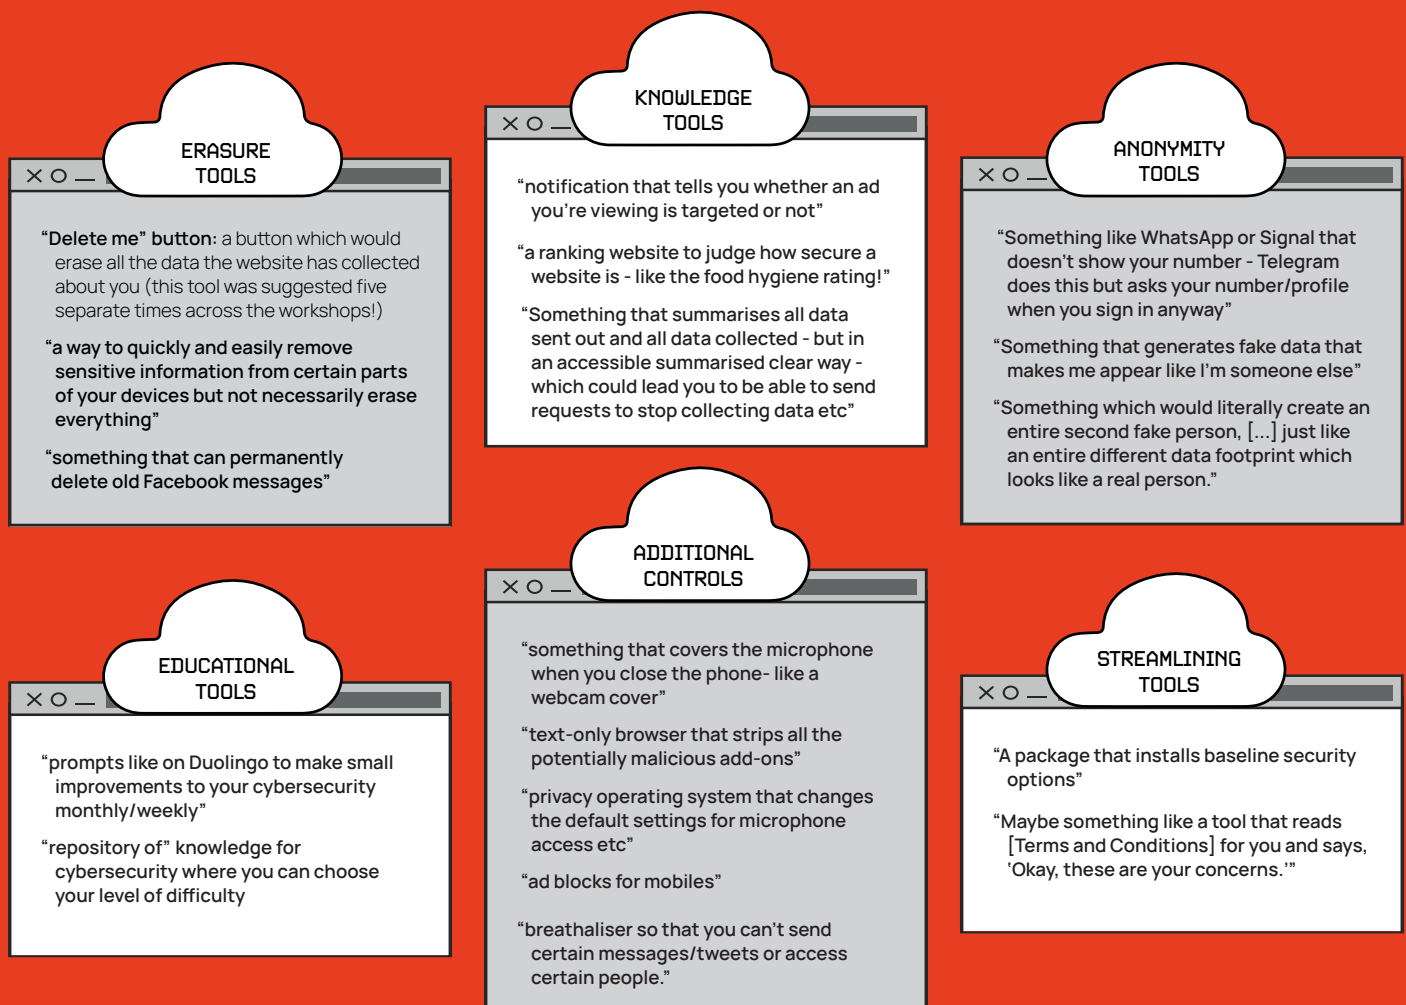 ERASURE
TOOLS
“Delete me” button: a button which would
erase all the data the website has collected
about you (this tool was suggested five
separate times across the workshops!)
“a way to quickly and easily remove
sensitive information from certain parts
of your devices but not necessarily erase
everything”
“something that can permanently
delete old Facebook messages”
KNOWLEDGE
TOOLS
“notification that tells you whether an ad
you’re viewing is targeted or not”
“a ranking website to judge how secure a
website is - like the food hygiene rating!”
“Something that summarises all data
sent out and all data collected - but in
an accessible summarised clear way -
which could lead you to be able to send
requests to stop collecting data etc”
ANONYMITY
TOOLS
“Something like WhatsApp or Signal that
doesn’t show your number - Telegram
does this but asks your number/profile
when you sign in anyway”
“Something that generates fake data that
makes me appear like I’m someone else”
“Something which would literally create an
entire second fake person, [...] just like
an entire different data footprint which
looks like a real person.”
EDUCATIONAL
TOOLS
“prompts like on Duolingo to make small
improvements to your cybersecurity
monthly/weekly”
“repository of” knowledge for
cybersecurity where you can choose
your level of difficulty
ADDITIONAL
CONTROLS
“something that covers the microphone
when you close the phone- like a
webcam cover”
“text-only browser that strips all the
potentially malicious add-ons”
“privacy operating system that changes
the default settings for microphone
access etc”
“ad blocks for mobiles”
“breathaliser so that you can’t send
certain messages/tweets or access
certain people.”
STREAMLINING
TOOLS
“A package that installs baseline security
options”
“Maybe something like a tool that reads
[Terms and Conditions] for you and says,
‘Okay, these are your concerns.’”